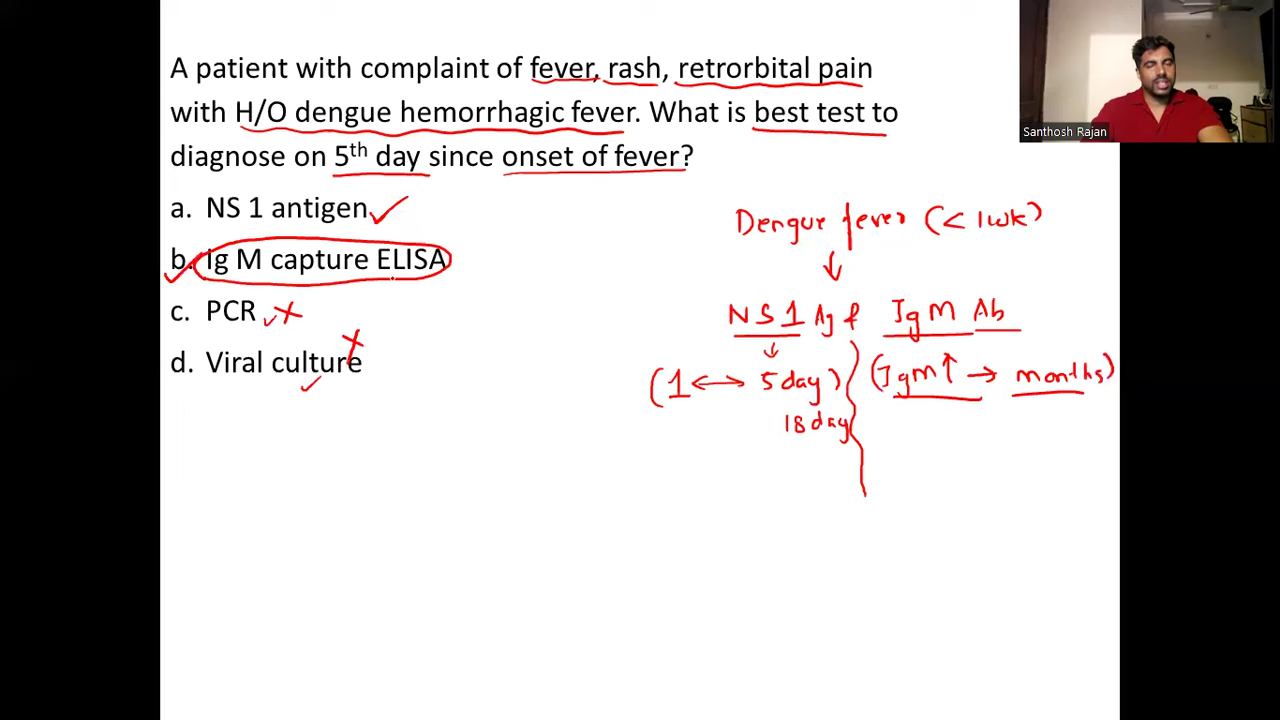 A patient with complaint of fever, rash, retrorbital pain
with H/O dengue hemorrhagic fever. What is best test to
diagnose on 5th day since onset of fever?
Santhosh Rajan
a. NS 1 antigen
b. Ig M capture ELISA
c. PCR
d. Viral culture
Dengue fever (< 1wk)
NS1 Ag & IgM Ab
(1 ↔ 5 day) (IgM↑ → months)
18 day